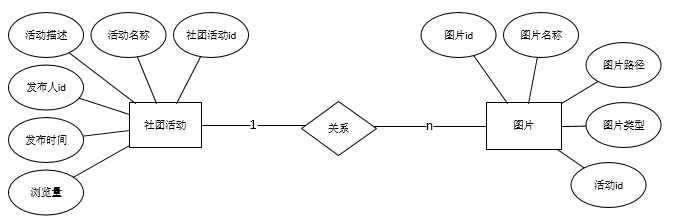 活动描述
活动名称
社团活动id
图片id
图片名称
发布人id
图片路径
社团活动
1
关系
n
图片
图片类型
发布时间
浏览量
活动id